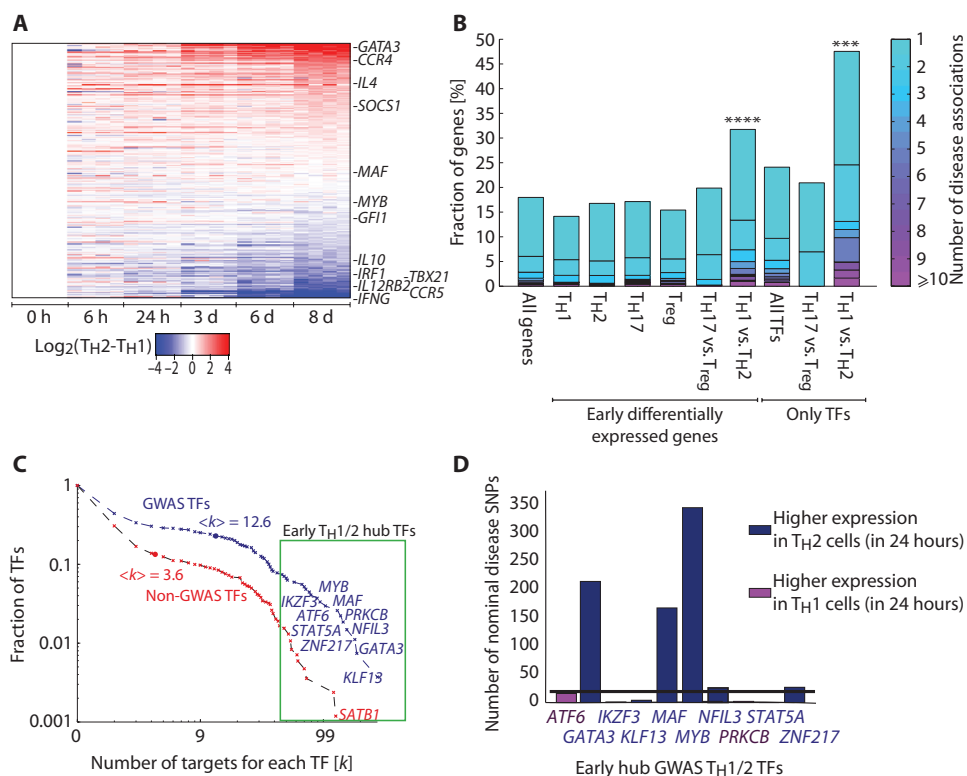 A
-GATA3
-CCR4
-IL4
-SOCS1
-MAF
-MYB
-GFI1
-IL10
-IRF1
-TBX21
-IL12RB2
CCR5
-IFNG
0 h 6 h 24 h 3 d 6 d 8 d
Log2(TH2-TH1)
-4 -2 0 2 4
B
Fraction of genes [%]
50
45
40
35
30
25
20
15
10
5
0
****
***
All genes
TH1
TH2
TH17
Treg
TH17 vs. Treg
TH1 vs. TH2
All TFs
TH17 vs. Treg
TH1 vs. TH2
Early differentially
expressed genes
Only TFs
1
2
3
4
5
6
7
8
9
⩾10
Number of disease associations
C
Fraction of TFs
1
0.1
0.01
0.001
GWAS TFs
<k> = 12.6
<k> = 3.6
Non-GWAS TFs
Early TH1/2 hub TFs
MYB
IKZF3
MAF
ATF6
PRKCB
STAT5A
NFIL3
ZNF217
GATA3
KLF13
SATB1
0 9 99
Number of targets for each TF [k]
D
Number of nominal disease SNPs
350
300
250
200
150
100
50
0
Higher expression
in TH2 cells (in 24 hours)
Higher expression
in TH1 cells (in 24 hours)
ATF6 IKZF3 MAF NFIL3 STAT5A
GATA3 KLF13 MYB PRKCB ZNF217
Early hub GWAS TH1/2 TFs